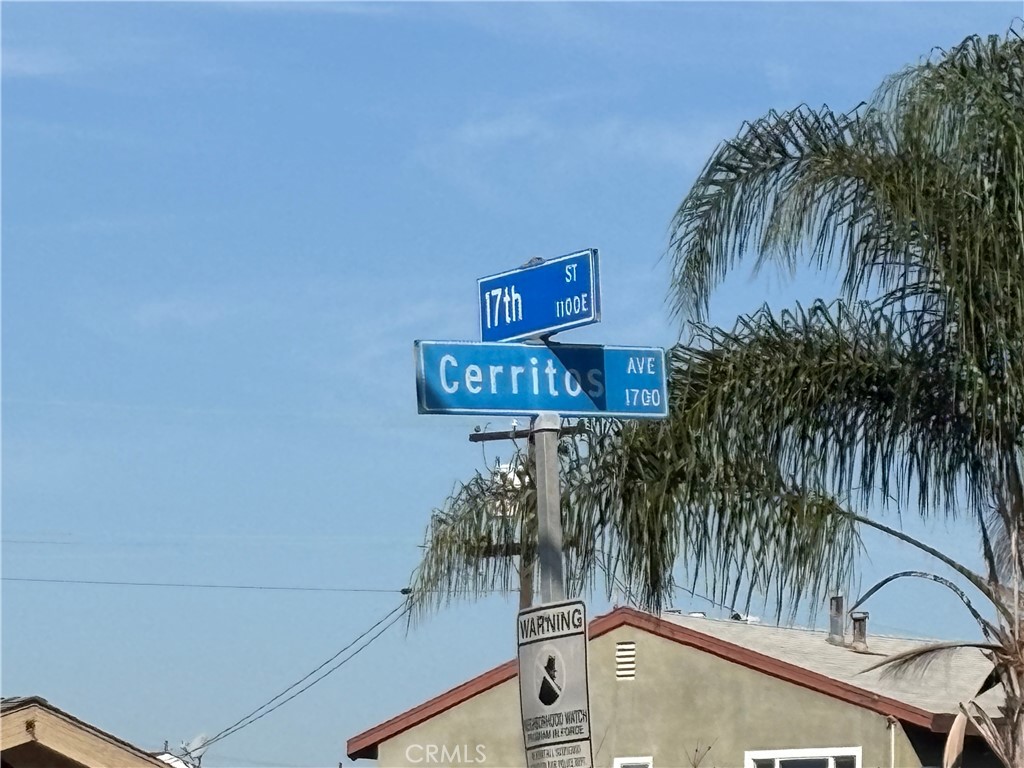 17th ST
1100E
Cerritos AVE
1700
WARNING
NEIGHBORHOOD WATCH
PROGRAM IN FORCE
CRMLS